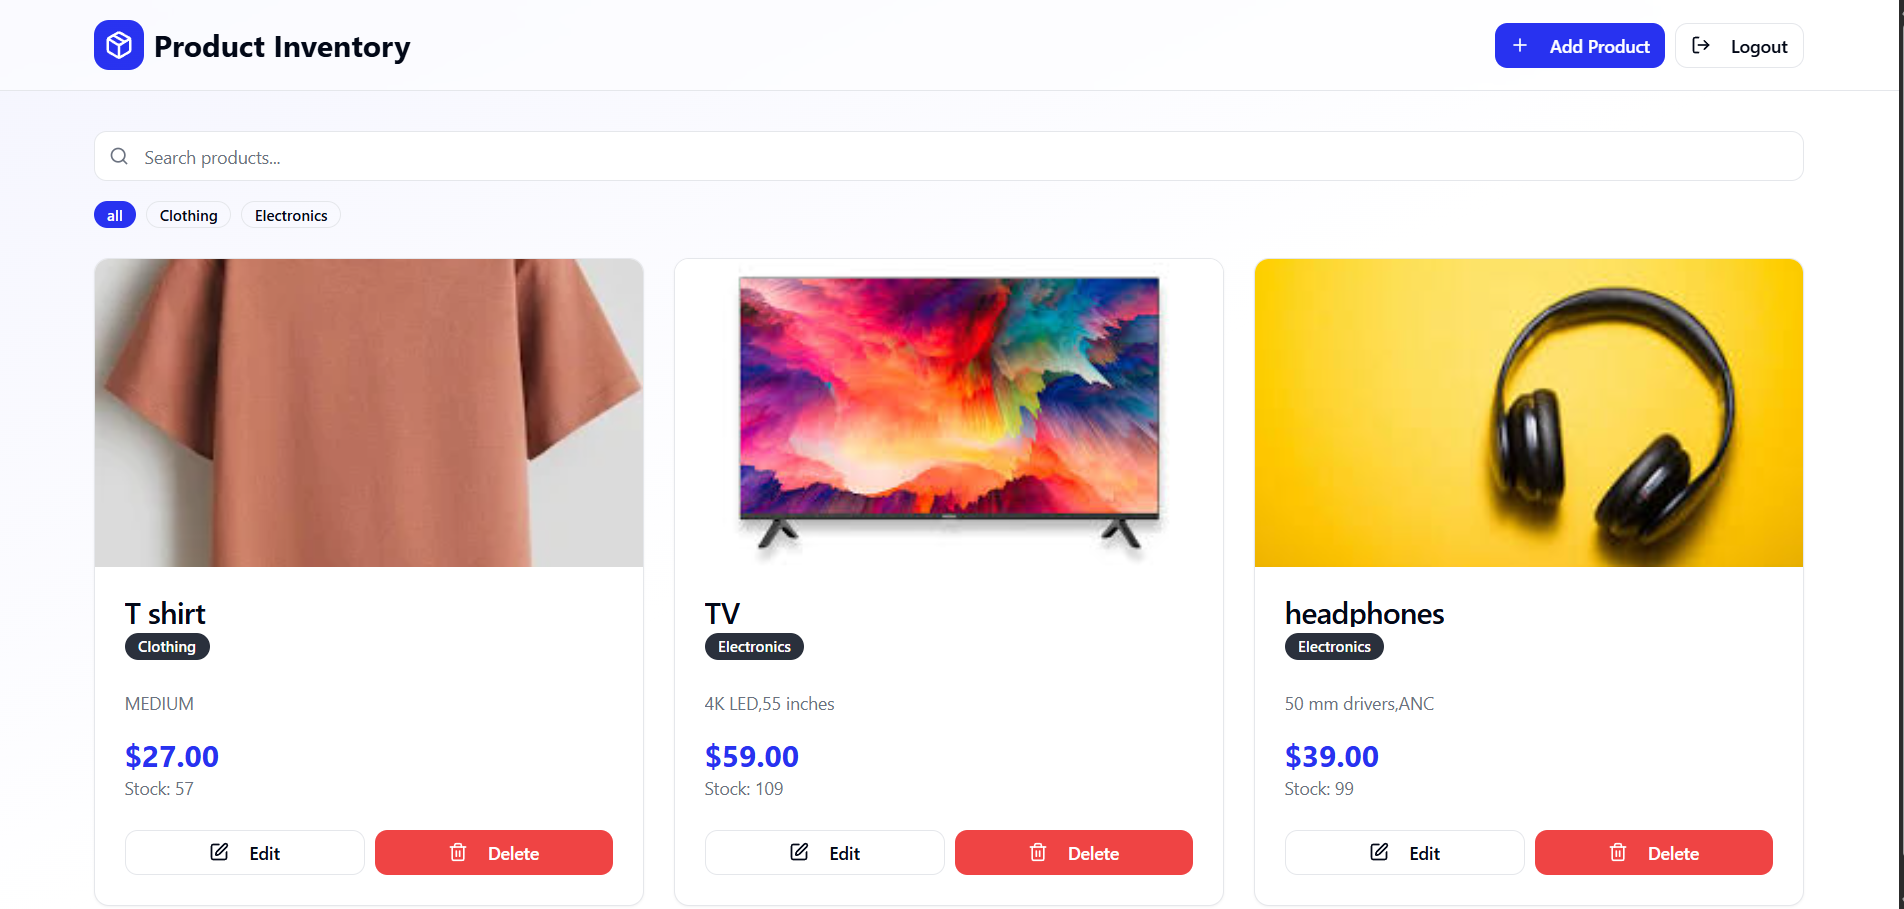 Product Inventory
Add Product
Logout
Search products...
all
Clothing
Electronics
T shirt
Clothing
MEDIUM
$27.00
Stock: 57
Edit
Delete
TV
Electronics
4K LED,55 inches
$59.00
Stock: 109
Edit
Delete
headphones
Electronics
50 mm drivers,ANC
$39.00
Stock: 99
Edit
Delete